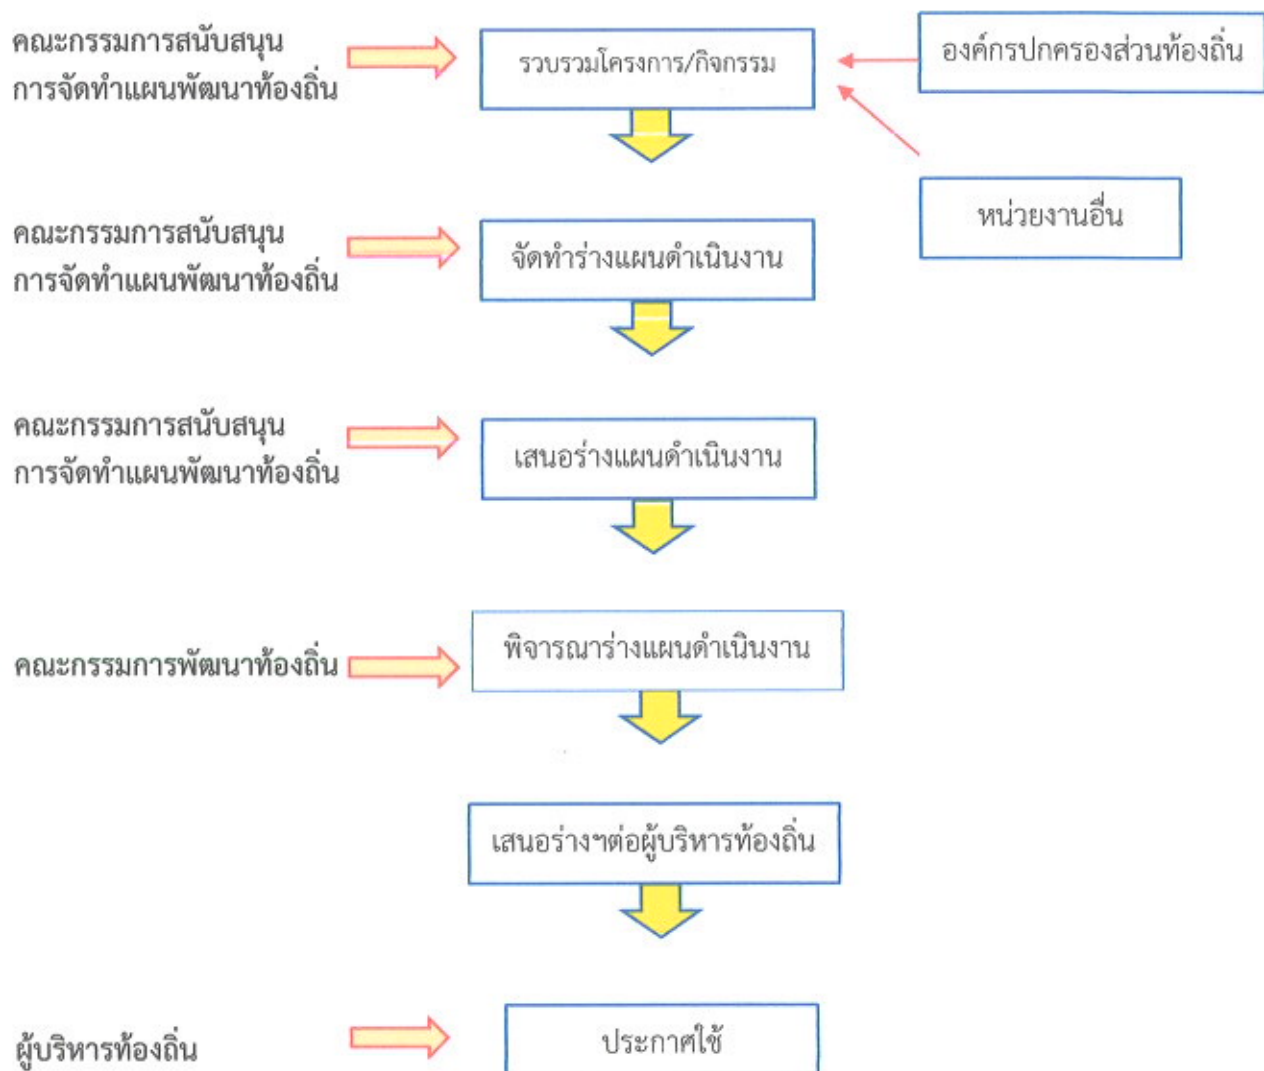 คณะกรรมการสนับสนุน
การจัดทำแผนพัฒนาท้องถิ่น
รวบรวมโครงการ/กิจกรรม
องค์กรปกครองส่วนท้องถิ่น
หน่วยงานอื่น
คณะกรรมการสนับสนุน
การจัดทำแผนพัฒนาท้องถิ่น
จัดทำร่างแผนดำเนินงาน
คณะกรรมการสนับสนุน
การจัดทำแผนพัฒนาท้องถิ่น
เสนอร่างแผนดำเนินงาน
คณะกรรมการพัฒนาท้องถิ่น
พิจารณาร่างแผนดำเนินงาน
เสนอร่างฯต่อผู้บริหารท้องถิ่น
ผู้บริหารท้องถิ่น
ประกาศใช้